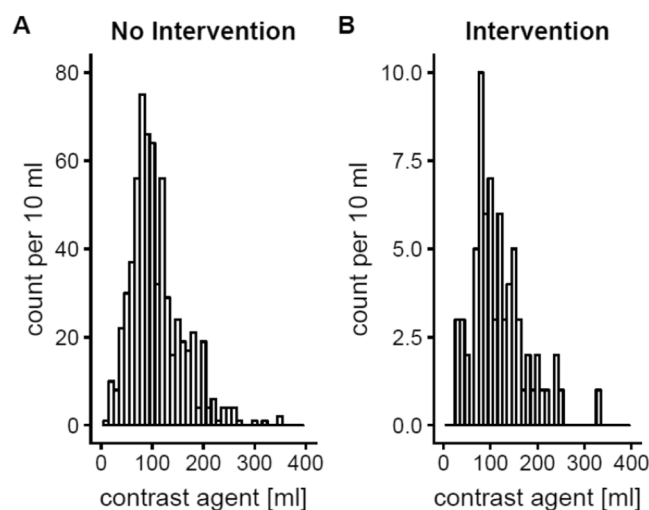 A No Intervention
80
60
40
20
0
count per 10 ml
0 100 200 300 400
contrast agent [ml]
B Intervention
10.0
7.5
5.0
2.5
0.0
count per 10 ml
0 100 200 300 400
contrast agent [ml]